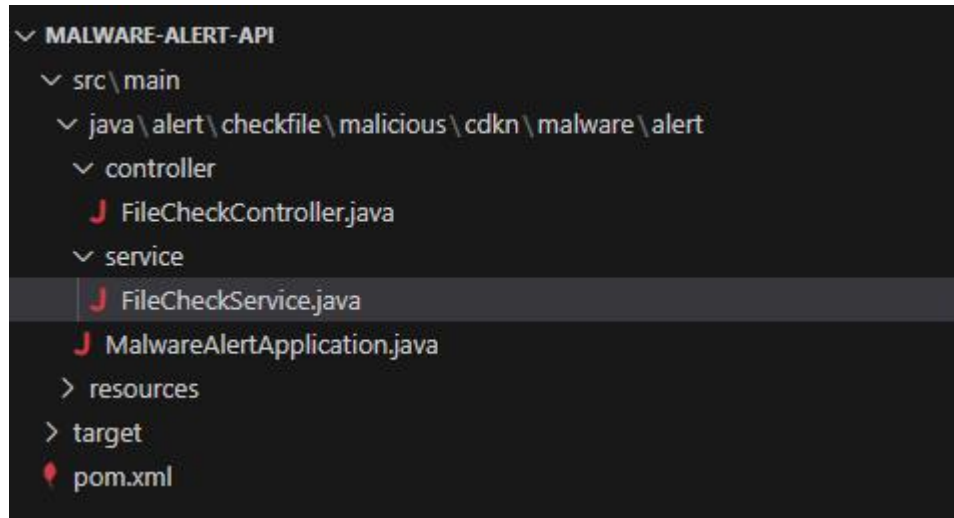 MALWARE-ALERT-API
src\main
java\alert\checkfile\malicious\cdkn\malware\alert
controller
J FileCheckController.java
service
J FileCheckService.java
J MalwareAlertApplication.java
resources
target
pom.xml